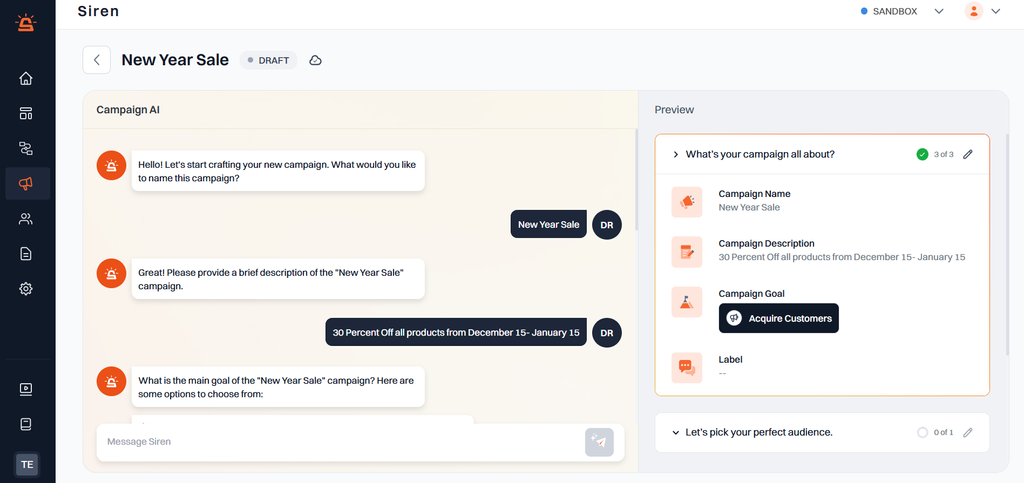 Siren
SANDBOX
New Year Sale
DRAFT
Campaign AI
Hello! Let's start crafting your new campaign. What would you like
to name this campaign?
New Year Sale
DR
Great! Please provide a brief description of the "New Year Sale"
campaign.
30 Percent Off all products from December 15- January 15
DR
What is the main goal of the "New Year Sale" campaign? Here are
some options to choose from:
Message Siren
Preview
What's your campaign all about?
3 of 3
Campaign Name
New Year Sale
Campaign Description
30 Percent Off all products from December 15- January 15
Campaign Goal
Acquire Customers
Label
--
Let's pick your perfect audience.
0 of 1
TE